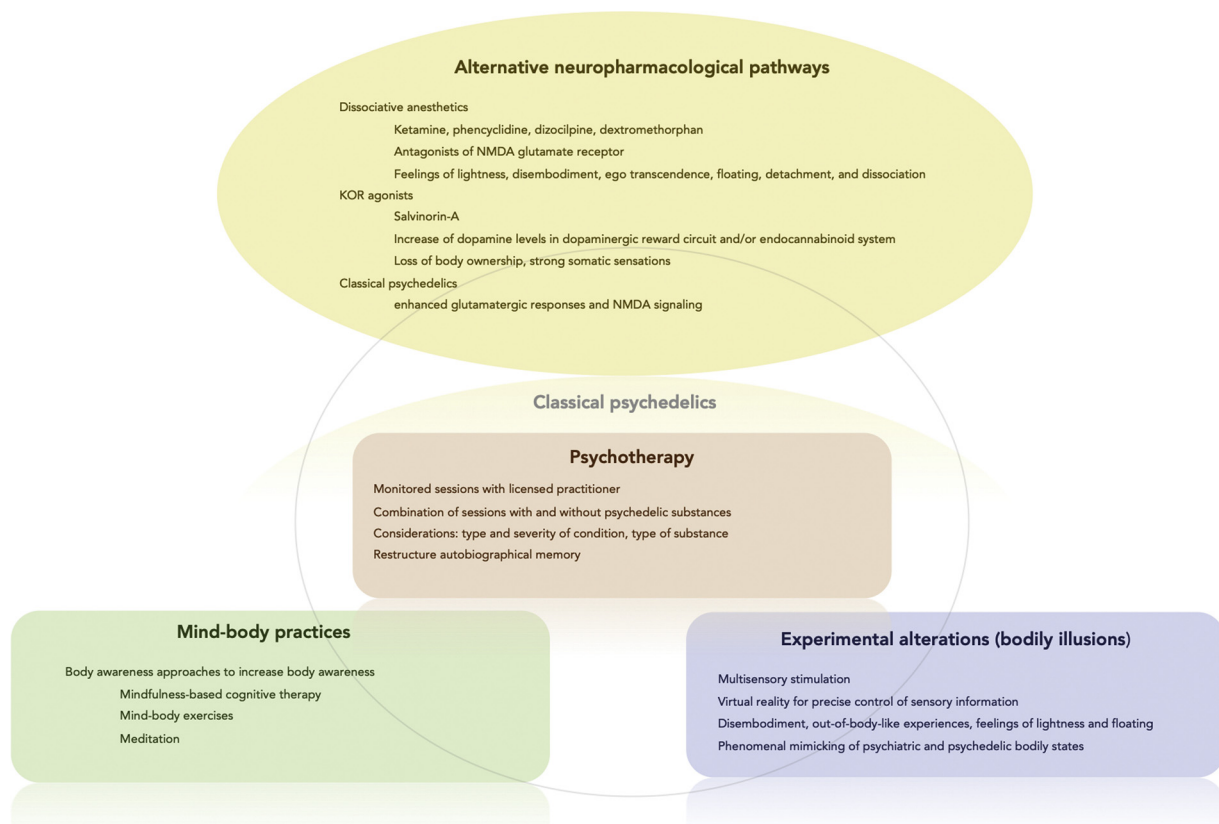 Alternative neuropharmacological pathways
Dissociative anesthetics
Ketamine, phencyclidine, dizocilpine, dextromethorphan
Antagonists of NMDA glutamate receptor
Feelings of lightness, disembodiment, ego transcendence, floating, detachment, and dissociation
KOR agonists
Salvinorin-A
Increase of dopamine levels in dopaminergic reward circuit and/or endocannabinoid system
Loss of body ownership, strong somatic sensations
Classical psychedelics
enhanced glutamatergic responses and NMDA signaling
Classical psychedelics
Psychotherapy
Monitored sessions with licensed practitioner
Combination of sessions with and without psychedelic substances
Considerations: type and severity of condition, type of substance
Restructure autobiographical memory
Mind-body practices
Body awareness approaches to increase body awareness
Mindfulness-based cognitive therapy
Mind-body exercises
Meditation
Experimental alterations (bodily illusions)
Multisensory stimulation
Virtual reality for precise control of sensory information
Disembodiment, out-of-body-like experiences, feelings of lightness and floating
Phenomenal mimicking of psychiatric and psychedelic bodily states